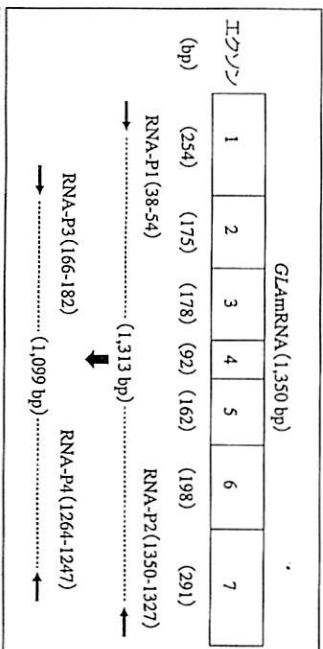 GLAmRNA (1,350 bp)
エクソン 1 2 3 4 5 6 7
(bp) (254) (175) (178) (92) (162) (198) (291)
RNA-P1 (38-54) RNA-P2 (1350-1327)
(1,313 bp)
RNA-P3 (166-182) RNA-P4 (1264-1247)
(1,099 bp)